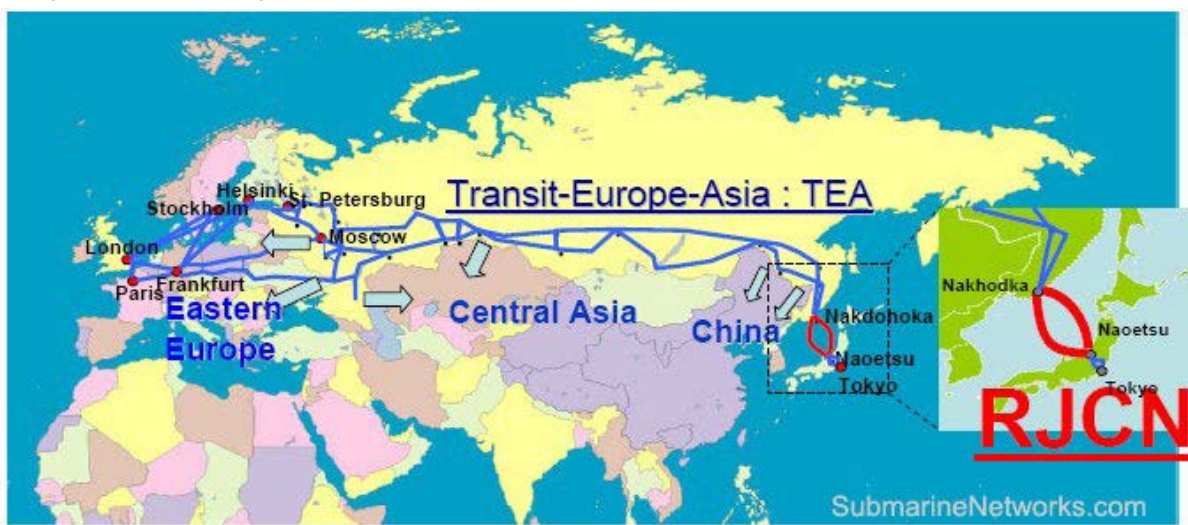 Transit-Europe-Asia : TEA
Helsinki
St. Petersburg
Stockholm
Moscow
London
Frankfurt
Paris
Eastern
Europe
Central Asia
China
Nakdohoka
Naoetsu
Tokyo
Nakhodka
Naoetsu
Tokyo
RJCN
SubmarineNetworks.com